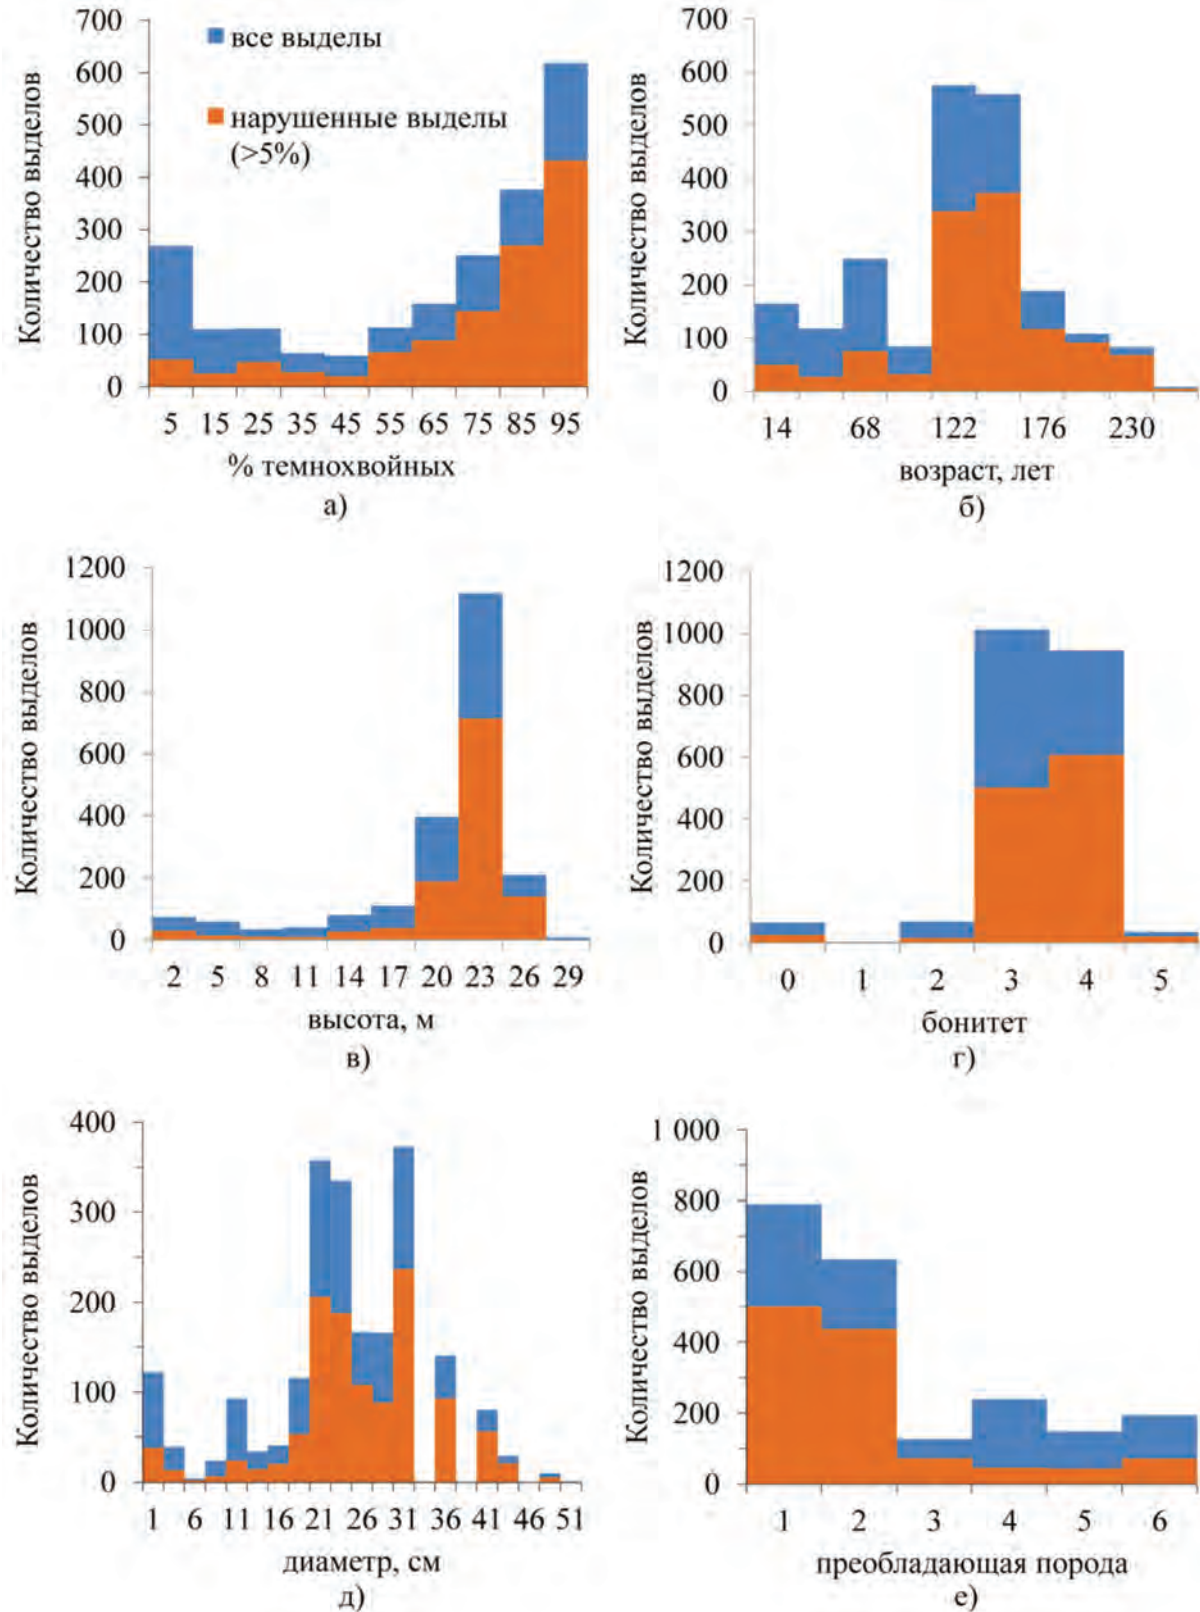 700
600
500
400
300
200
100
0
Количество выделов
все выделы
нарушенные выделы
(>5%)
5 15 25 35 45 55 65 75 85 95
% темнохвойных
а)
700
600
500
400
300
200
100
0
Количество выделов
14 68 122 176 230
возраст, лет
б)
1200
1000
800
600
400
200
0
Количество выделов
2 5 8 11 14 17 20 23 26 29
высота, м
в)
1200
1000
800
600
400
200
0
Количество выделов
0 1 2 3 4 5
бонитет
г)
400
300
200
100
0
Количество выделов
1 6 11 16 21 26 31 36 41 46 51
диаметр, см
д)
1 000
800
600
400
200
0
Количество выделов
1 2 3 4 5 6
преобладающая порода
е)